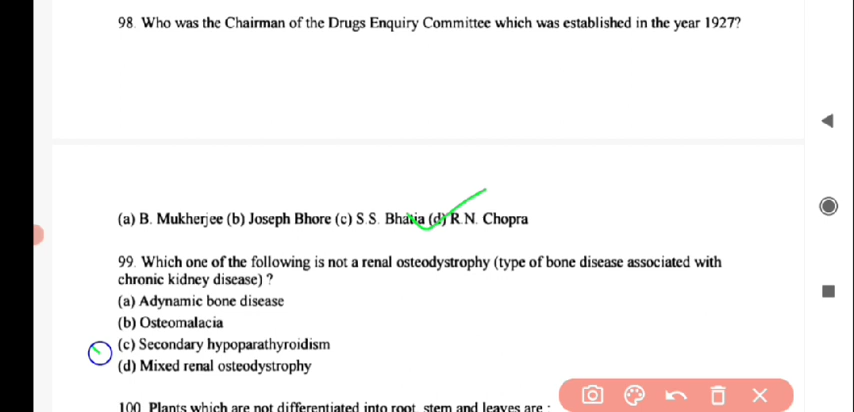 98. Who was the Chairman of the Drugs Enquiry Committee which was established in the year 1927?
(a) B. Mukherjee (b) Joseph Bhore (c) S.S. Bhatia (d) R.N. Chopra
99. Which one of the following is not a renal osteodystrophy (type of bone disease associated with
chronic kidney disease) ?
(a) Adynamic bone disease
(b) Osteomalacia
(c) Secondary hypoparathyroidism
(d) Mixed renal osteodystrophy
100. Plants which are not differentiated into root, stem and leaves are :